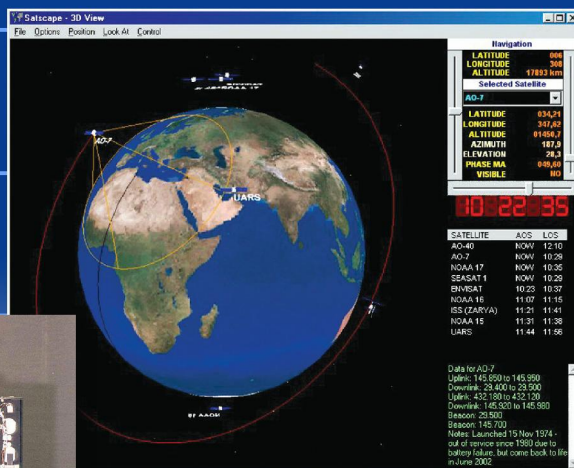 Satscape - 3D View
File Options Position Look At Control
Navigation
LATITUDE 006
LONGITUDE 308
ALTITUDE 17893 km
Selected Satellite
AO-7
LATITUDE 034,21
LONGITUDE 347,62
ALTITUDE 01450,7
AZIMUTH 187,9
ELEVATION 28,3
PHASE MA 049,60
VISIBLE NO
10 22 35
AO-7
UARS
SATELLITE AOS LOS
AO-40 NOW 12:10
AO-7 NOW 10:29
NOAA 17 NOW 10:35
SEASAT 1 NOW 10:29
ENVISAT 10:23 10:37
NOAA 16 11:07 11:15
ISS (ZARYA) 11:21 11:41
NOAA 15 11:31 11:38
UARS 11:44 11:56
Data for AO-7
Uplink: 145.850 to 145.950
Downlink: 29.400 to 29.500
Uplink: 432.180 to 432.120
Downlink: 145.920 to 145.980
Beacon: 29.500
Beacon: 145.700
Notes: Launched 15 Nov 1974 -
out of service since 1980 due to
battery failure, but come back to life
in June 2002